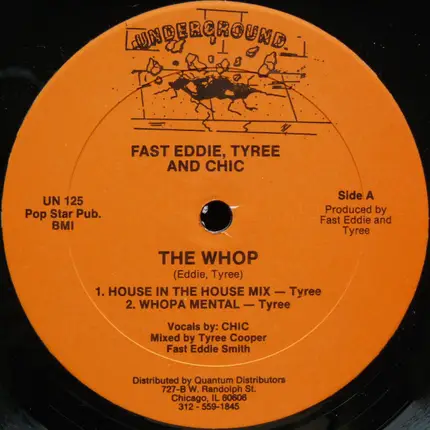 UNDERGROUND
FAST EDDIE, TYREE
AND CHIC
UN 125
Pop Star Pub.
BMI
Side A
Produced by
Fast Eddie and
Tyree
THE WHOP
(Eddie, Tyree)
1. HOUSE IN THE HOUSE MIX — Tyree
2. WHOPA MENTAL — Tyree
Vocals by: CHIC
Mixed by Tyree Cooper
Fast Eddie Smith
Distributed by Quantum Distributors
727-B W. Randolph St.
Chicago, IL 60606
312 - 559-1845